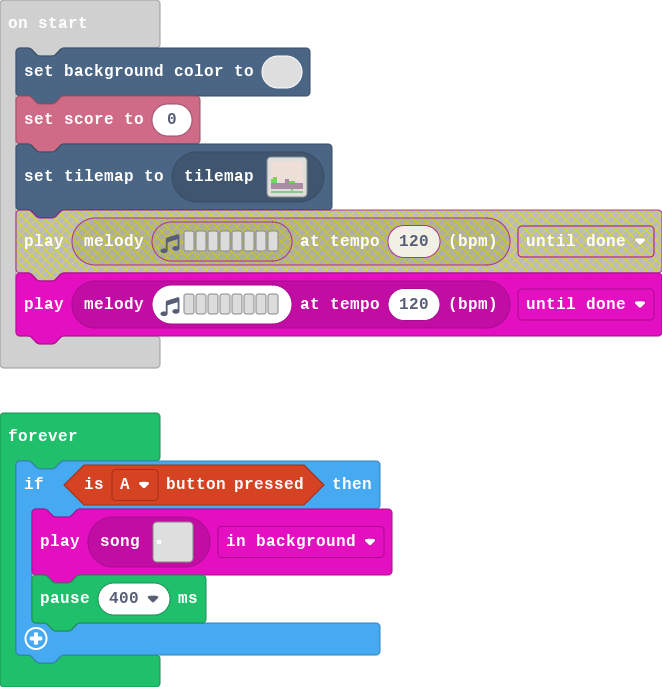 on start
set background color to
set score to 0
set tilemap to tilemap
play melody at tempo 120 (bpm) until done
play melody at tempo 120 (bpm) until done
forever
if is A button pressed then
play song in background
pause 400 ms